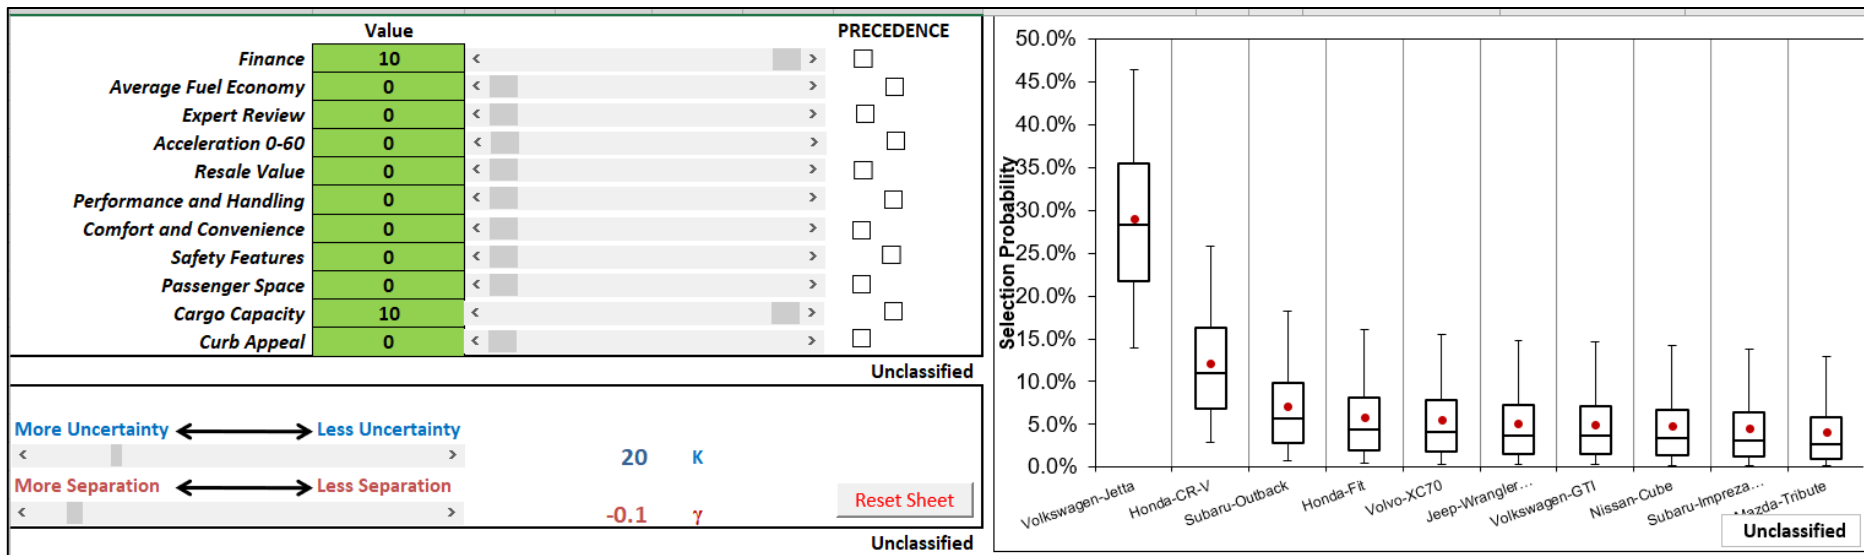 Value PRECEDENCE
Finance 10
Average Fuel Economy 0
Expert Review 0
Acceleration 0-60 0
Resale Value 0
Performance and Handling 0
Comfort and Convenience 0
Safety Features 0
Passenger Space 0
Cargo Capacity 10
Curb Appeal 0
Unclassified
More Uncertainty Less Uncertainty
20 K
More Separation Less Separation
-0.1 γ
Reset Sheet
Unclassified
Selection Probability
50.0%
45.0%
40.0%
35.0%
30.0%
25.0%
20.0%
15.0%
10.0%
5.0%
0.0%
Volkswagen-Jetta
Honda-CR-V
Subaru-Outback
Honda-Fit
Volvo-XC70
Jeep-Wrangler...
Volkswagen-GTI
Nissan-Cube
Subaru-Impreza...
Mazda-Tribute
Unclassified